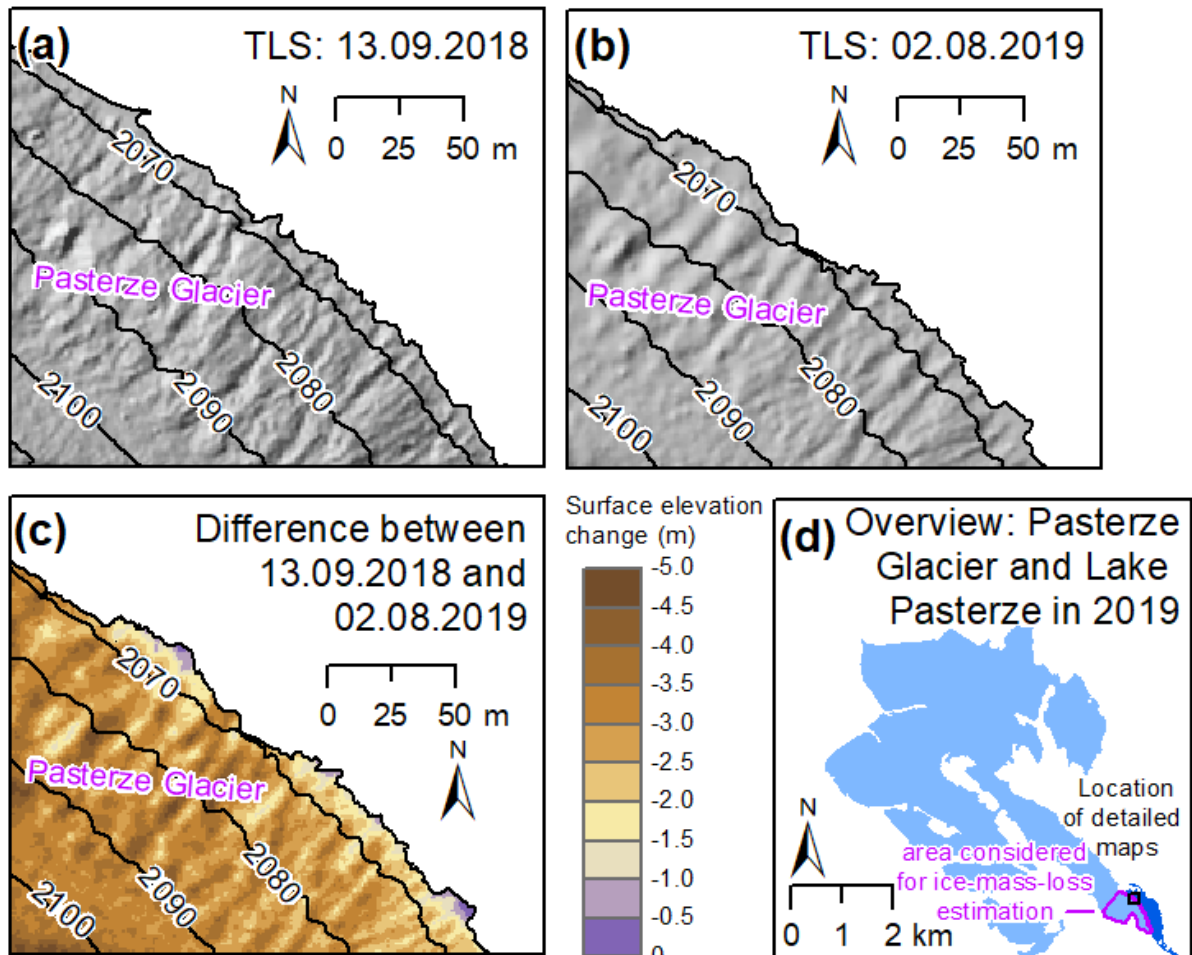 (a) TLS: 13.09.2018
N
0 25 50 m
2070
Pasterze Glacier
2080
2090
2100
(b) TLS: 02.08.2019
N
0 25 50 m
2070
Pasterze Glacier
2080
2090
2100
(c) Difference between
13.09.2018 and
02.08.2019
0 25 50 m
N
2070
Pasterze Glacier
2080
2090
2100
Surface elevation
change (m)
-5.0
-4.5
-4.0
-3.5
-3.0
-2.5
-2.0
-1.5
-1.0
-0.5
0
(d) Overview: Pasterze
Glacier and Lake
Pasterze in 2019
Location
of detailed
maps
N
area considered
for ice-mass-loss
estimation
0 1 2 km